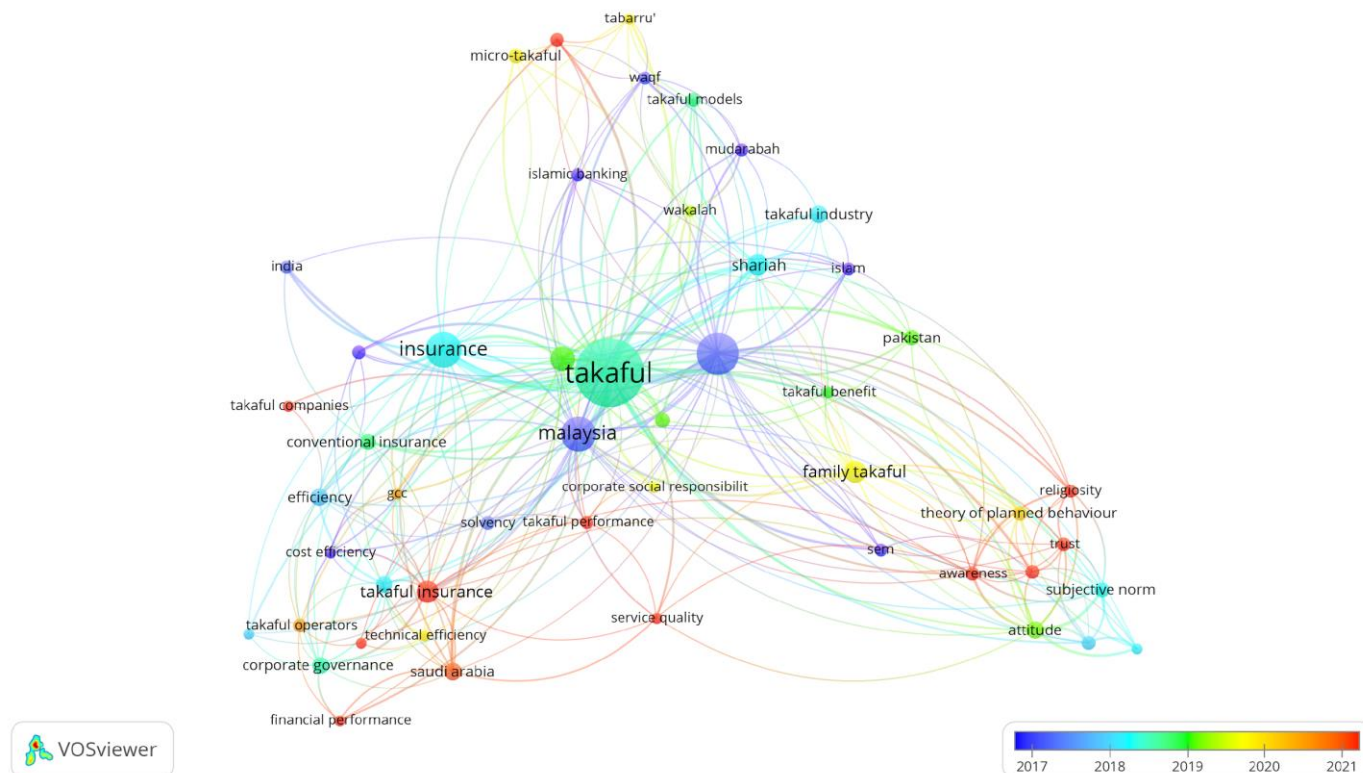 tabarru'
micro-takaful
waqf
takaful models
mudarabah
islamic banking
wakalah
takaful industry
shariah
islam
india
insurance
pakistan
takaful
takaful benefit
takaful companies
malaysia
conventional insurance
family takaful
corporate social responsibilit
religiosity
gcc
efficiency
theory of planned behaviour
solvency
takaful performance
trust
cost efficiency
sem
awareness
takaful insurance
subjective norm
service quality
takaful operators
technical efficiency
attitude
corporate governance
saudi arabia
financial performance
VOSviewer
2017 2018 2019 2020 2021